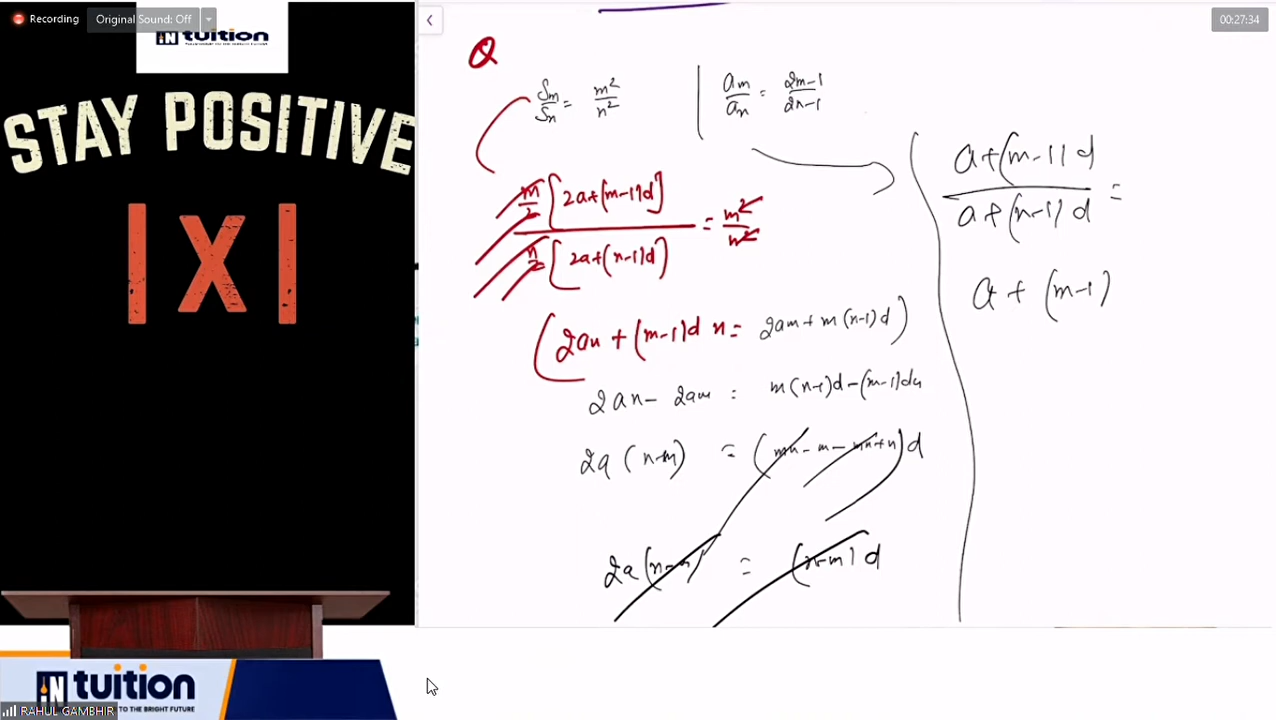 Recording
Original Sound: Off
00:27:34
iN tuition
STAY POSITIVE
|x|
Q
Sm/Sn = m²/n²
am/an = 2m-1/2n-1
m/2 [2a+(m-1)d] / n/2 [2a+(n-1)d] = m²/n²
2an + (m-1)d n = 2am + m(n-1)d
2an - 2am = m(n-1)d-(m-1)dn
2a (n-m) = (mn - m - mn + n)d
2a(n-m) = (n-m)d
a+(m-1)d / a+(n-1)d =
a + (m-1)
iN tuition
TO THE BRIGHT FUTURE
RAHUL GAMBHIR